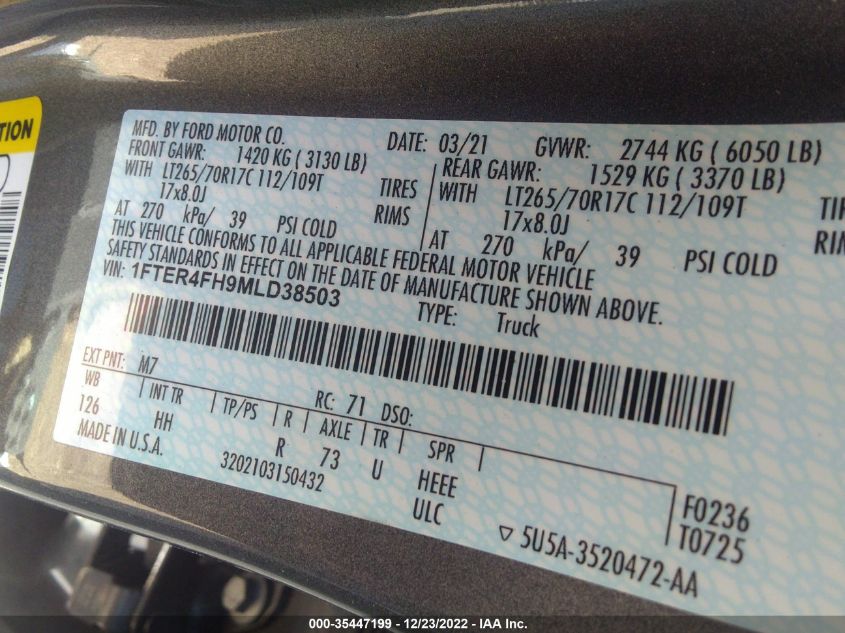 TION
MFD. BY FORD MOTOR CO. DATE: 03/21 GVWR: 2744 KG ( 6050 LB)
FRONT GAWR: 1420 KG ( 3130 LB) REAR GAWR: 1529 KG ( 3370 LB)
WITH LT265/70R17C 112/109T TIRES WITH LT265/70R17C 112/109T TI
17x8.0J RIMS 17x8.0J RIM
AT 270 kPa/ 39 PSI COLD AT 270 kPa/ 39 PSI COLD
THIS VEHICLE CONFORMS TO ALL APPLICABLE FEDERAL MOTOR VEHICLE
SAFETY STANDARDS IN EFFECT ON THE DATE OF MANUFACTURE SHOWN ABOVE.
VIN: 1FTER4FH9MLD38503 TYPE: Truck
EXT PNT: M7 RC: 71 DSO:
WB INT TR TP/PS R AXLE TR SPR
126 HH R 73 U HEEE
MADE IN U.S.A. 3202103150432 ULC
F0236
T0725
▽ 5U5A-3520472-AA
000-35447199 - 12/23/2022 - IAA Inc.